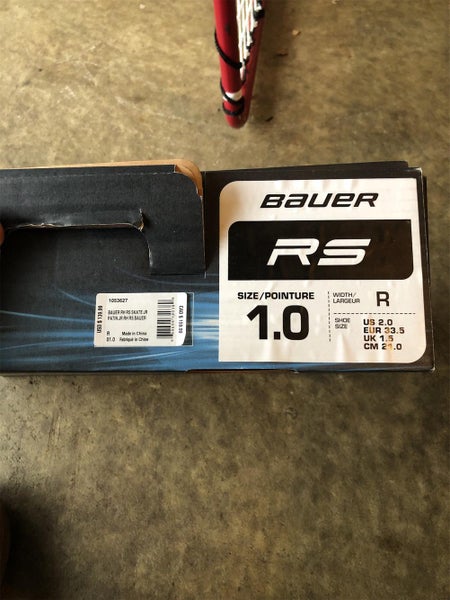 BAUER
RS
SIZE/POINTURE
1.0
WIDTH/
LARGEUR
R
SHOE
SIZE
US 2.0
EUR 33.5
UK 1.5
CM 21.0
1053627
BAUER RH RS SKATE JR
PATIN JR RH RS BAUER
R
Made in China
01.0
Fabriqué in Chine